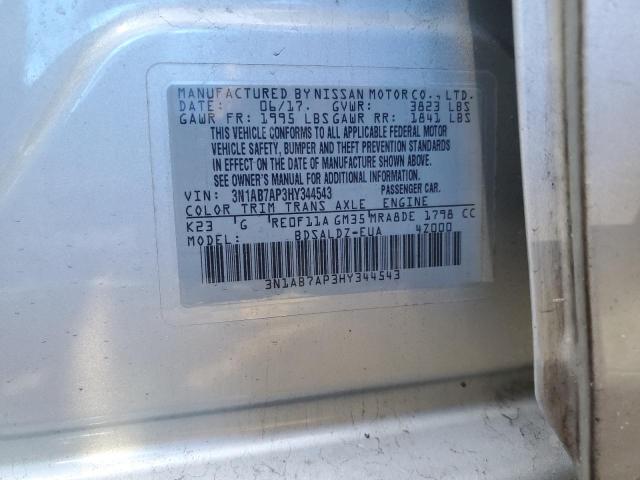 MANUFACTURED BY NISSAN MOTOR CO., LTD.
DATE: 06/17. GVWR: 3823 LBS
GAWR FR: 1995 LBS GAWR RR: 1841 LBS
THIS VEHICLE CONFORMS TO ALL APPLICABLE FEDERAL MOTOR
VEHICLE SAFETY, BUMPER AND THEFT PREVENTION STANDARDS
IN EFFECT ON THE DATE OF MANUFACTURE SHOWN ABOVE.
SEE OWNER'S MANUAL FOR ADDITIONAL INFORMATION.
VIN: 3N1AB7AP3HY344543 PASSENGER CAR.
COLOR TRIM TRANS AXLE ENGINE
K23 G RE0F11A GM35 MRA8DE 1798 CC
MODEL: BDSALDZ-EUA 4Z000
3N1AB7AP3HY344543